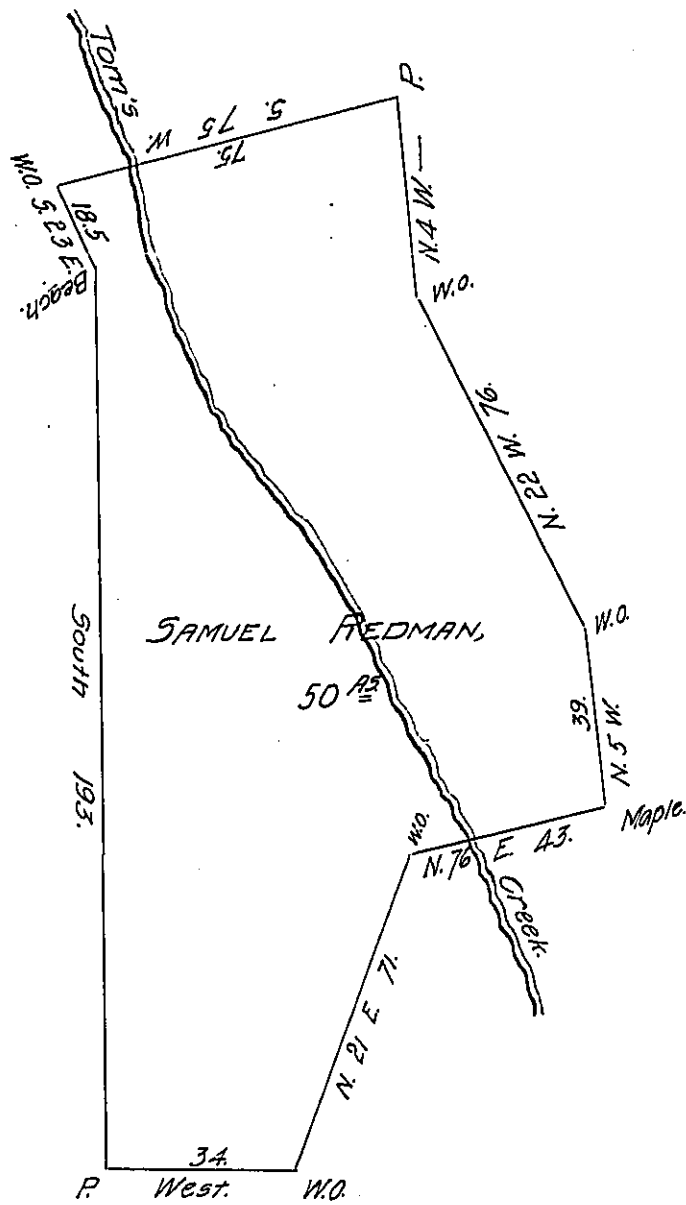 Tom's
P.
S. 75 W.
75.
W.O.
S 23 E.
18.5
Beach.
N. 4 W. —
W.O.
N. 22 W. 76.
W.O.
South 193.
SAMUEL
50 AS.
39.
N. 5 W.
Maple.
W.O.
N. 76 E. 43.
Creek.
N. 21 E. 71.
34.
P. West. W.O.